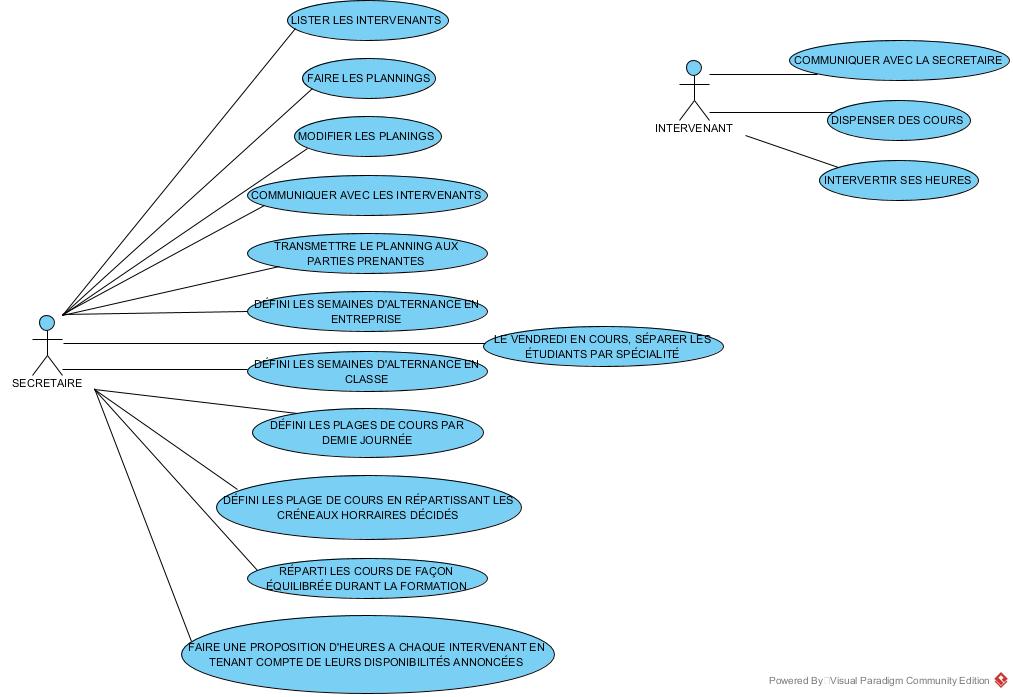 LISTER LES INTERVENANTS
FAIRE LES PLANNINGS
MODIFIER LES PLANINGS
COMMUNIQUER AVEC LES INTERVENANTS
TRANSMETTRE LE PLANNING AUX
PARTIES PRENANTES
DÉFINI LES SEMAINES D'ALTERNANCE EN
ENTREPRISE
LE VENDREDI EN COURS, SÉPARER LES
ÉTUDIANTS PAR SPÉCIALITÉ
SECRETAIRE
DÉFINI LES SEMAINES D'ALTERNANCE EN
CLASSE
DÉFINI LES PLAGES DE COURS PAR
DEMIE JOURNÉE
DÉFINI LES PLAGE DE COURS EN RÉPARTISSANT LES
CRÉNEAUX HORRAIRES DÉCIDÉS
RÉPARTI LES COURS DE FAÇON
ÉQUILIBRÉE DURANT LA FORMATION
FAIRE UNE PROPOSITION D'HEURES A CHAQUE INTERVENANT EN
TENANT COMPTE DE LEURS DISPONIBILITÉS ANNONCÉES
INTERVENANT
COMMUNIQUER AVEC LA SECRETAIRE
DISPENSER DES COURS
INTERVERTIR SES HEURES
Powered By Visual Paradigm Community Edition